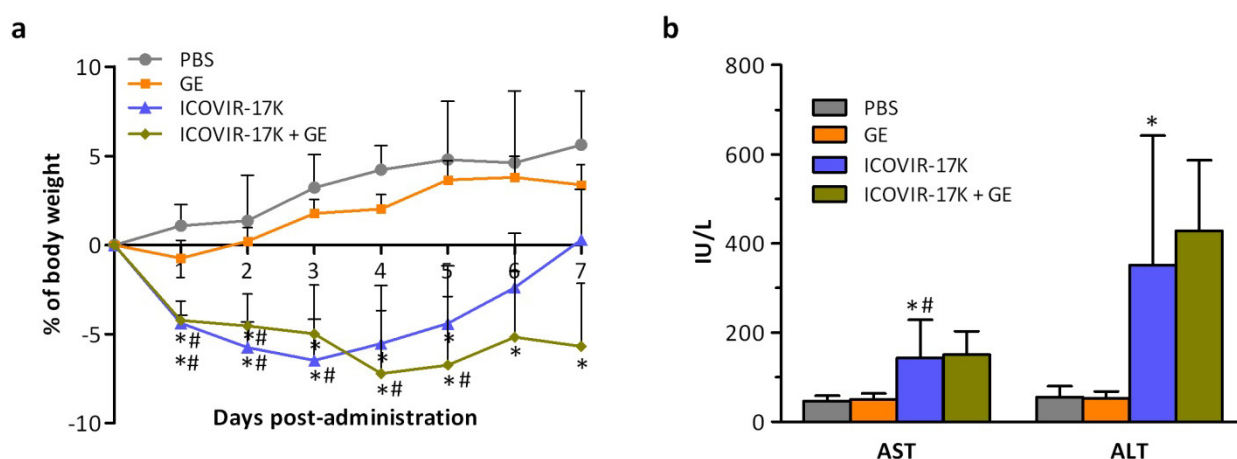 a
PBS
GE
ICOVIR-17K
ICOVIR-17K + GE
10
5
0
-5
-10
% of body weight
1 2 3 4 5 6 7
*# *# * * * * *
*# *# *# *# *#
Days post-administration
b
800
600
400
200
0
IU/L
PBS
GE
ICOVIR-17K
ICOVIR-17K + GE
*#
*
AST ALT